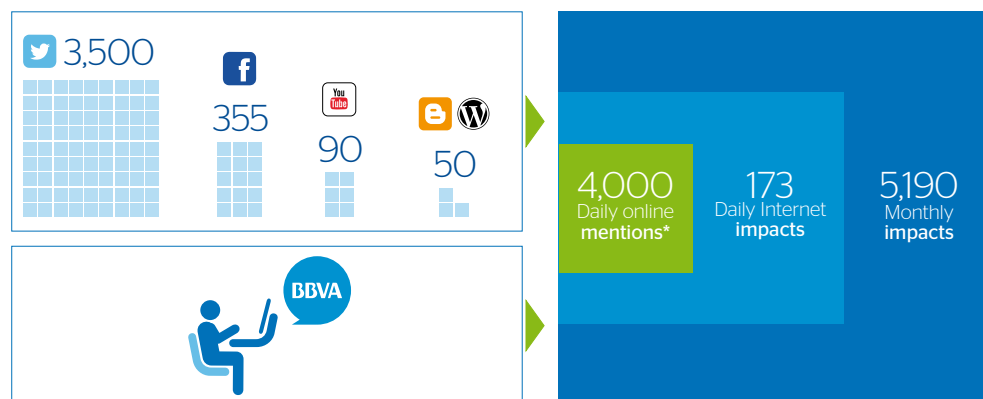 3,500
355
You
Tube
90
50
BBVA
4,000
Daily online
mentions*
173
Daily Internet
impacts
5,190
Monthly
impacts